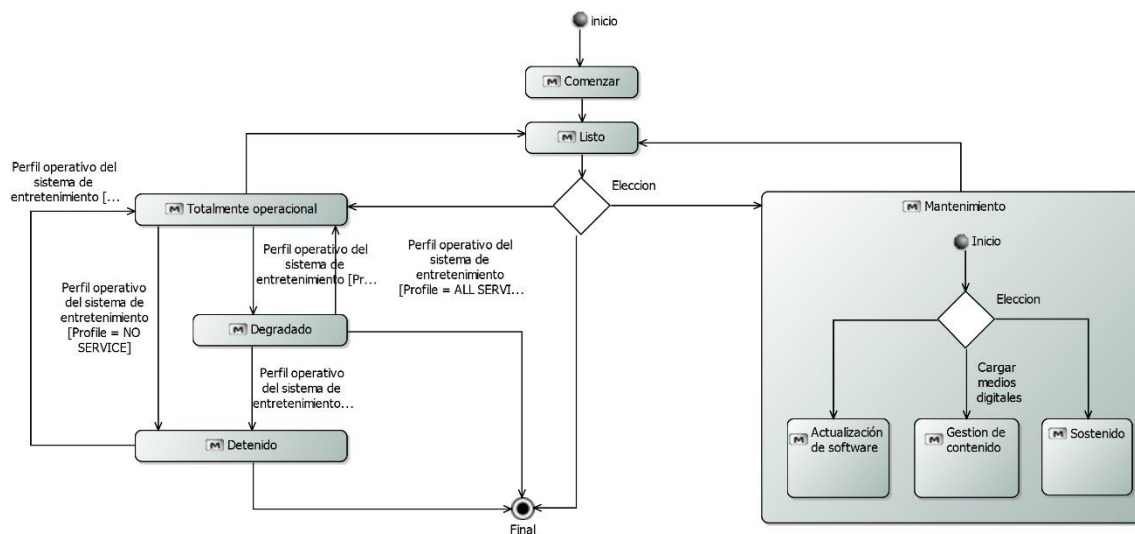 inicio
Comenzar
Listo
Eleccion
Perfil operativo del
sistema de
entretenimiento [...
Totalmente operacional
Mantenimiento
Inicio
Perfil operativo del
sistema de
entretenimiento [Pr...
Perfil operativo del
sistema de
entretenimiento
[Profile = ALL SERVI...
Perfil operativo
del sistema de
entretenimiento
[Profile = NO
SERVICE]
Eleccion
Degradado
Perfil operativo
del sistema de
entretenimiento...
Cargar
medios
digitales
Detenido
Actualización
de software
Gestion de
contenido
Sostenido
Final